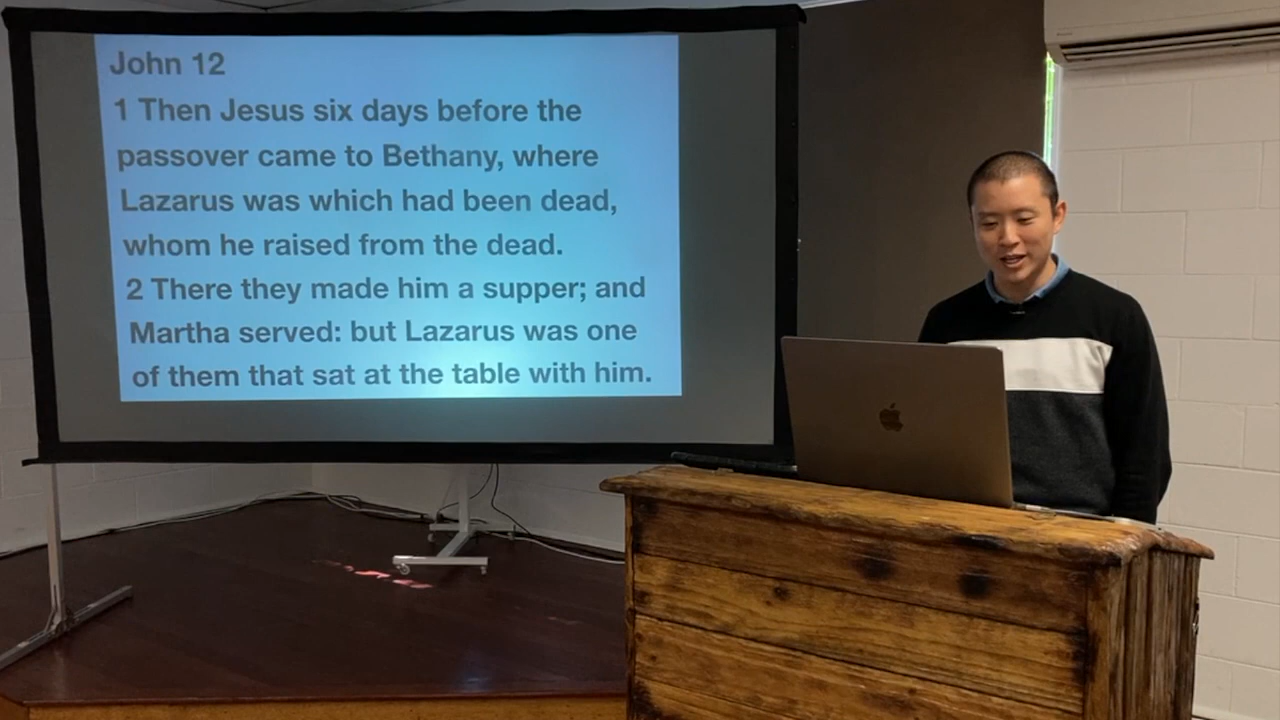 John 12
1 Then Jesus six days before the
passover came to Bethany, where
Lazarus was which had been dead,
whom he raised from the dead.
2 There they made him a supper; and
Martha served: but Lazarus was one
of them that sat at the table with him.